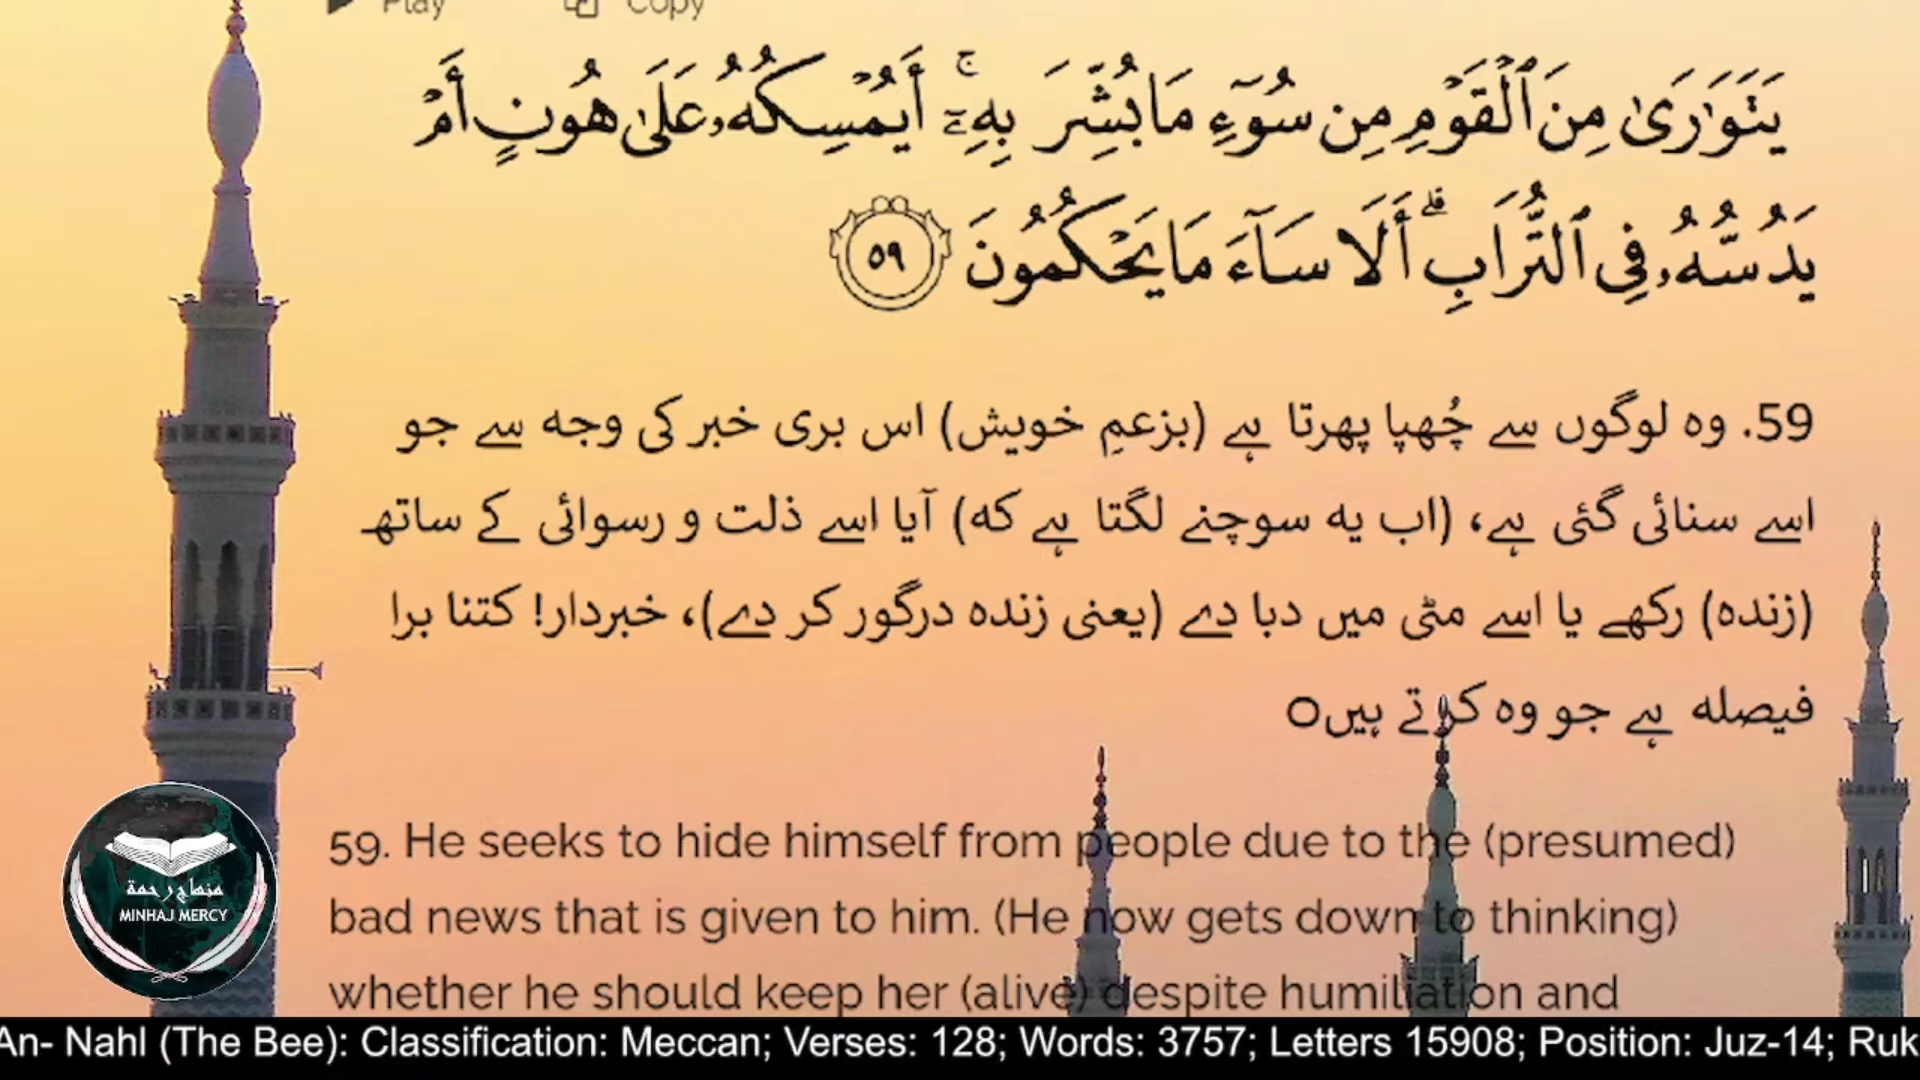 Play Copy
يَتَوَٰرَىٰ مِنَ ٱلْقَوْمِ مِن سُوٓءِ مَا بُشِّرَ بِهِۦٓ ۚ أَيُمْسِكُهُۥ عَلَىٰ هُونٍ أَمْ
يَدُسُّهُۥ فِى ٱلتُّرَابِ ۗ أَلَا سَآءَ مَا يَحْكُمُونَ ٥٩
59. وہ لوگوں سے چُھپا پھرتا ہے (بزعمِ خویش) اس بری خبر کی وجہ سے جو
اسے سنائی گئی ہے، (اب یہ سوچنے لگتا ہے کہ) آیا اسے ذلت و رسوائی کے ساتھ
(زندہ) رکھے یا اسے مٹی میں دبا دے (یعنی زندہ درگور کر دے)، خبردار! کتنا برا
فیصلہ ہے جو وہ کرتے ہیںo
59. He seeks to hide himself from people due to the (presumed)
bad news that is given to him. (He now gets down to thinking)
whether he should keep her (alive) despite humiliation and
منهاج رحمة
MINHAJ MERCY
An- Nahl (The Bee): Classification: Meccan; Verses: 128; Words: 3757; Letters 15908; Position: Juz-14; Ruk